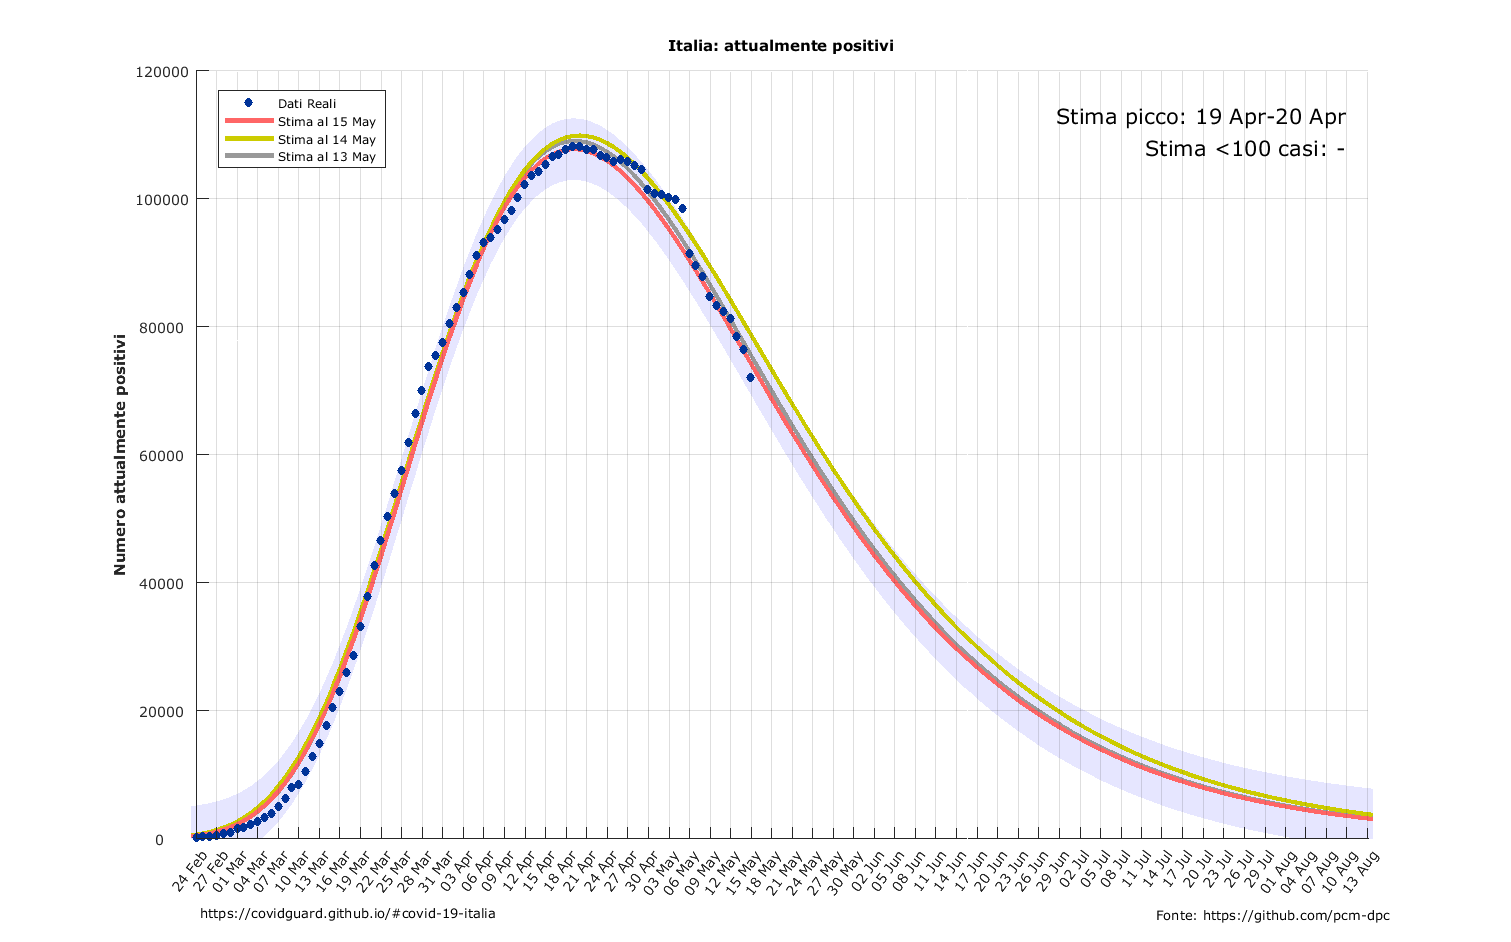 Italia: attualmente positivi
120000
100000
80000
60000
40000
20000
0
Numero attualmente positivi
Dati Reali
Stima al 15 May
Stima al 14 May
Stima al 13 May
Stima picco: 19 Apr-20 Apr
Stima <100 casi: -
24 Feb
27 Feb
01 Mar
04 Mar
07 Mar
10 Mar
13 Mar
16 Mar
19 Mar
22 Mar
25 Mar
28 Mar
31 Mar
03 Apr
06 Apr
09 Apr
12 Apr
15 Apr
18 Apr
21 Apr
24 Apr
27 Apr
30 Apr
03 May
06 May
09 May
12 May
15 May
18 May
21 May
24 May
27 May
30 May
02 Jun
05 Jun
08 Jun
11 Jun
14 Jun
17 Jun
20 Jun
23 Jun
26 Jun
29 Jun
02 Jul
05 Jul
08 Jul
11 Jul
14 Jul
17 Jul
20 Jul
23 Jul
26 Jul
29 Jul
01 Aug
04 Aug
07 Aug
10 Aug
13 Aug
https://covidguard.github.io/#covid-19-italia
Fonte: https://github.com/pcm-dpc